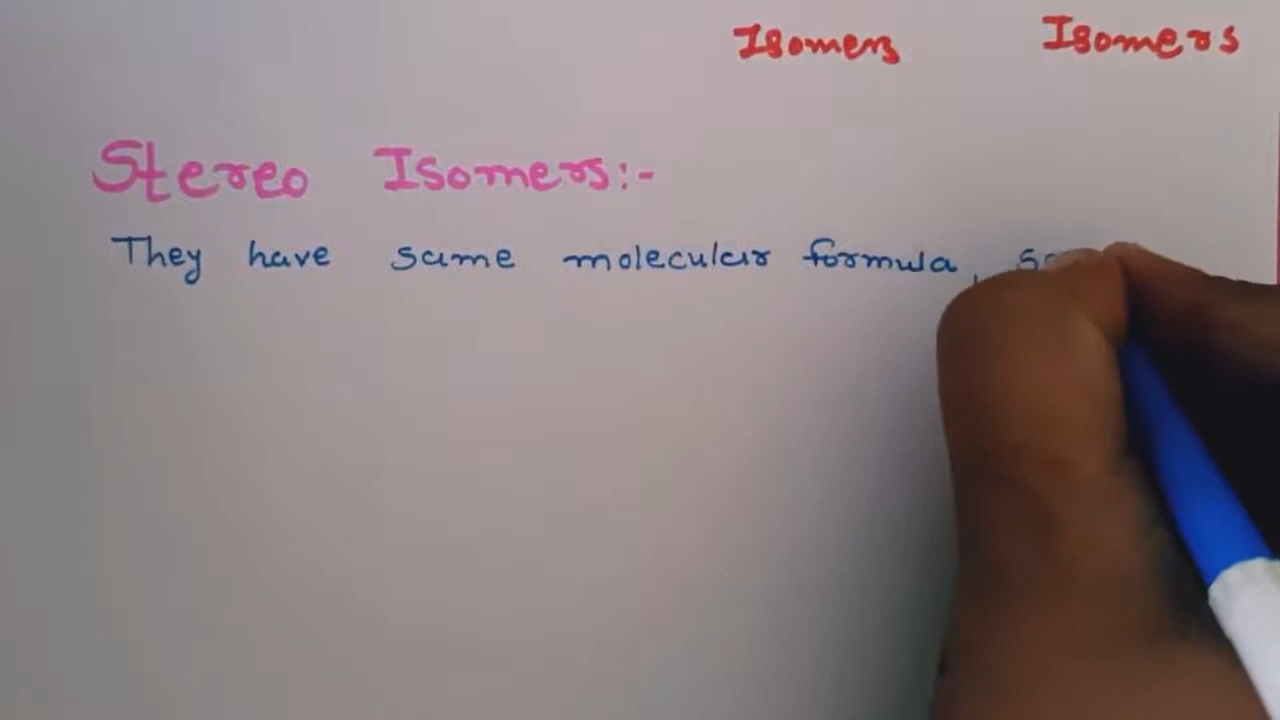 Isomers Isomers
Stereo Isomers:-
They have same molecular formula,